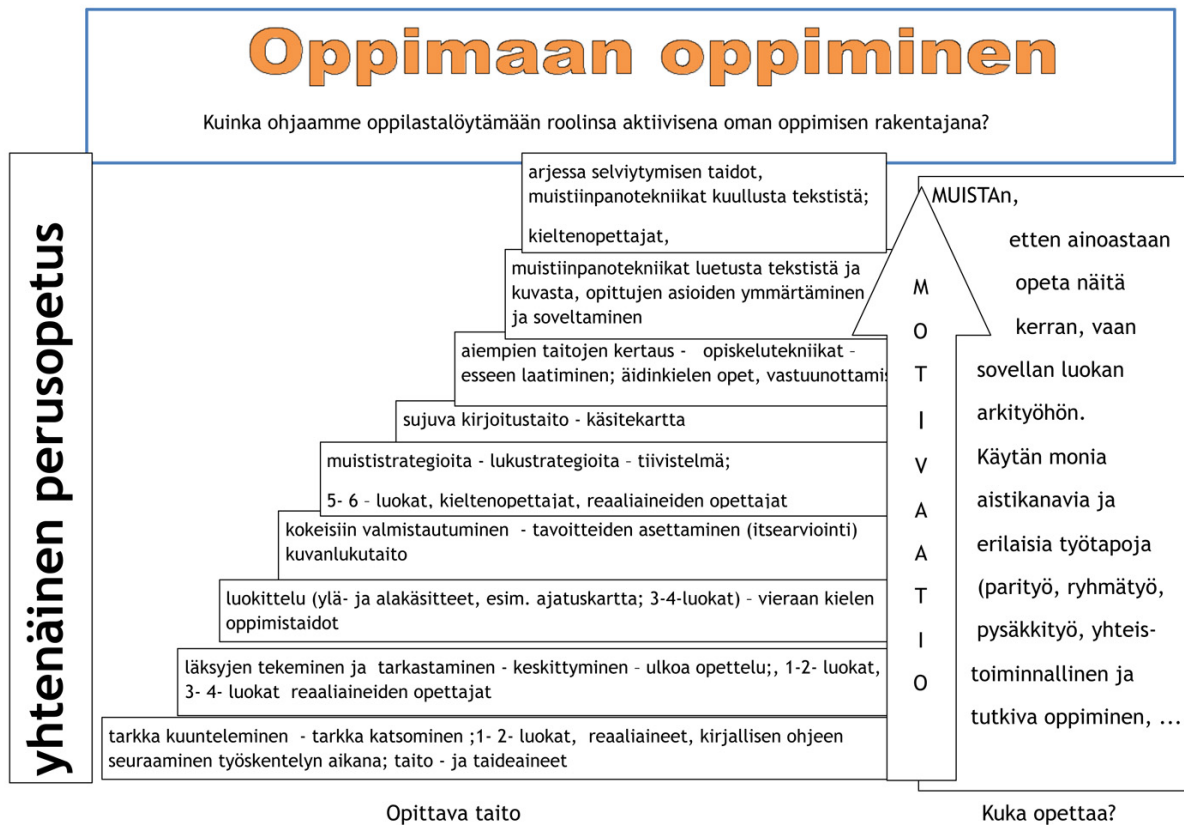 Oppimaan oppiminen
Kuinka ohjaamme oppilastalöytämään roolinsa aktiivisena oman oppimisen rakentajana?
yhtenäinen perusopetus
arjessa selviytymisen taidot,
muistiinpanotekniikat kuullusta tekstistä;
kieltenopettajat,
muistiinpanotekniikat luetusta tekstistä ja
kuvasta, opittujen asioiden ymmärtäminen
ja soveltaminen
aiempien taitojen kertaus - opiskelutekniikat –
esseen laatiminen; äidinkielen opet, vastuunottamis
sujuva kirjoitustaito - käsitekartta
muististrategioita - lukustrategioita – tiivistelmä;
5- 6 – luokat, kieltenopettajat, reaaliaineiden opettajat
kokeisiin valmistautuminen - tavoitteiden asettaminen (itsearviointi)
kuvanlukutaito
luokittelu (ylä- ja alakäsitteet, esim. ajatuskartta; 3-4-luokat) – vieraan kielen
oppimistaidot
läksyjen tekeminen ja tarkastaminen - keskittyminen – ulkoa opettelu;, 1-2- luokat,
3- 4- luokat reaaliaineiden opettajat
tarkka kuunteleminen - tarkka katsominen ;1- 2- luokat, reaaliaineet, kirjallisen ohjeen
seuraaminen työskentelyn aikana; taito - ja taideaineet
M
O
T
I
V
A
A
T
I
O
MUISTAn,
etten ainoastaan
opeta näitä
kerran, vaan
sovellan luokan
arkityöhön.
Käytän monia
aistikanavia ja
erilaisia työtapoja
(parityö, ryhmätyö,
pysäkkityö, yhteis-
toiminnallinen ja
tutkiva oppiminen, ...
Opittava taito
Kuka opettaa?